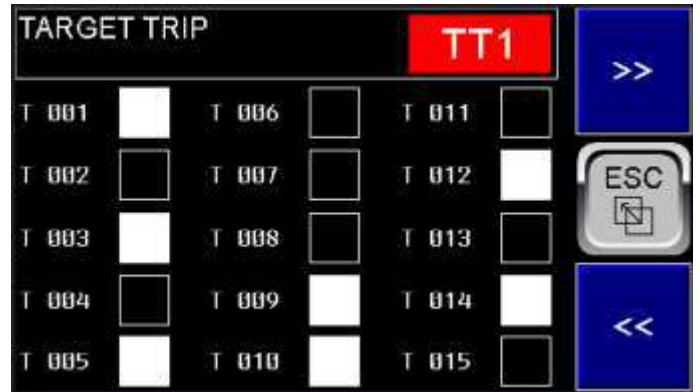 TARGET TRIP TT1 >>
T 001 T 006 T 011
T 002 T 007 T 012 ESC
T 003 T 008 T 013
T 004 T 009 T 014 <<
T 005 T 010 T 015